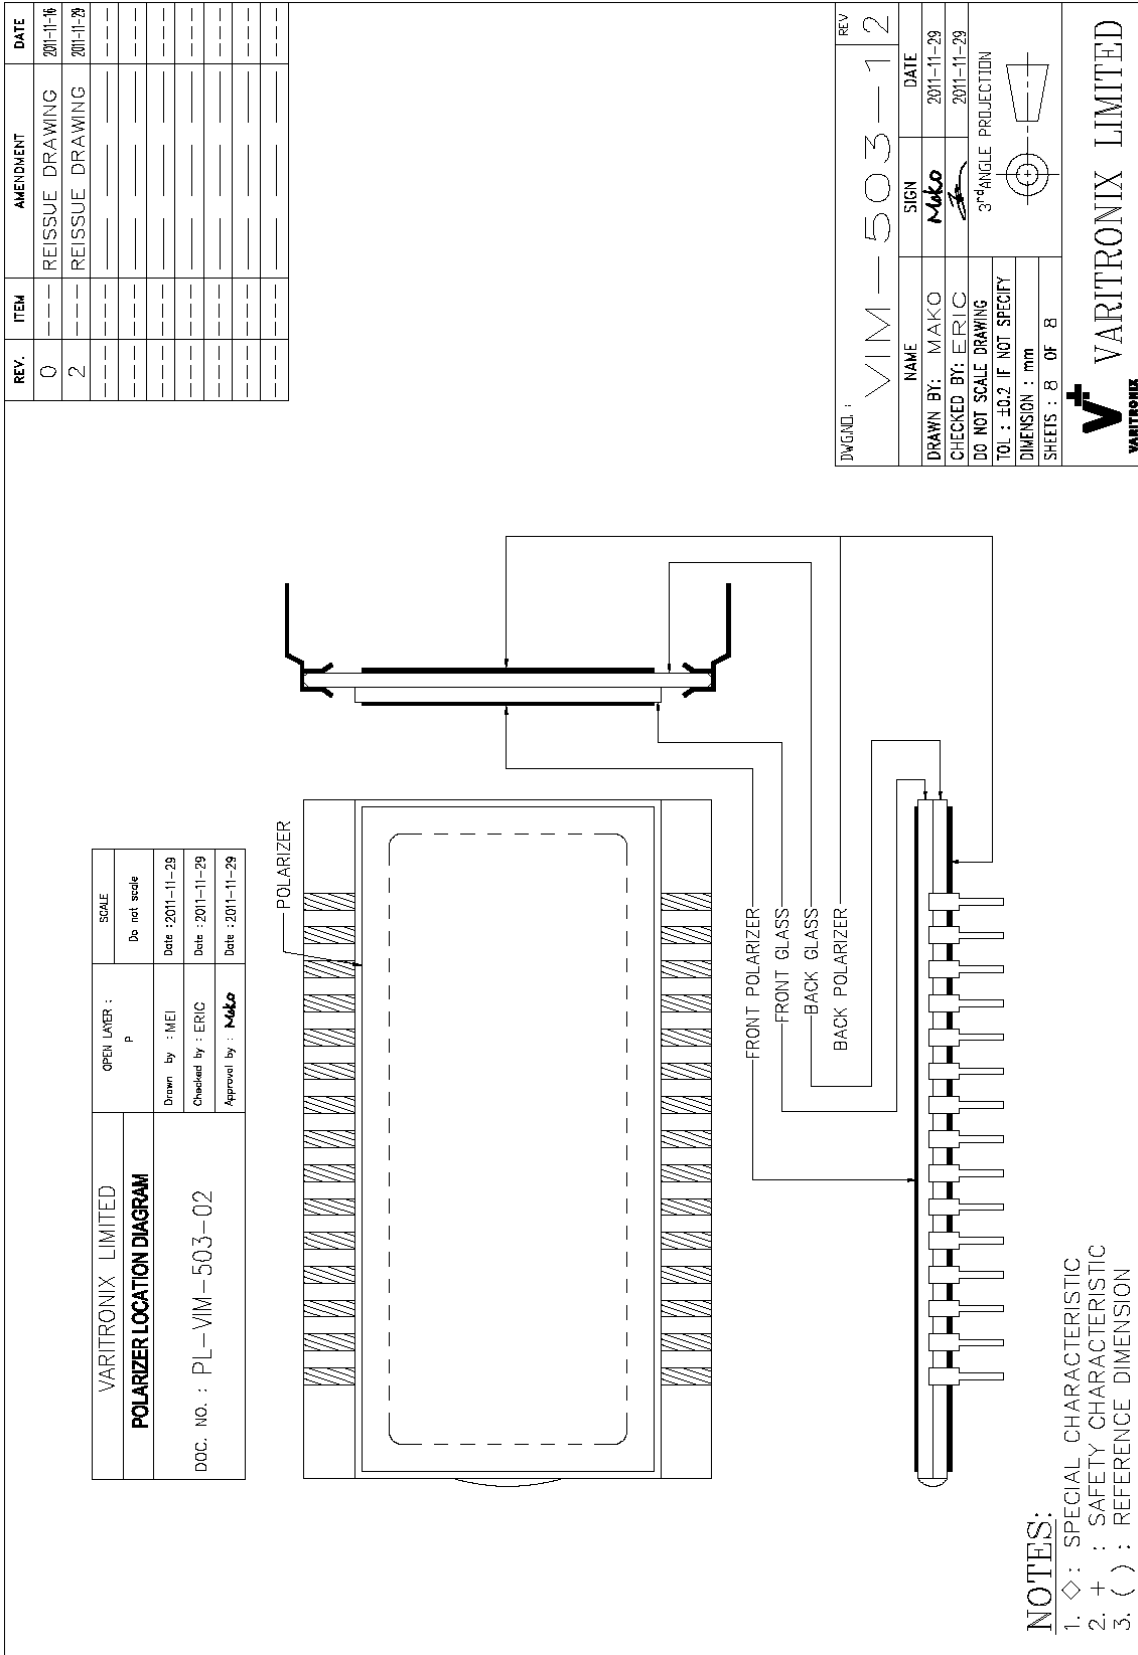 VARITRONIX LIMITED
OPEN LAYER :
P
SCALE
Do not scale
POLARIZER LOCATION DIAGRAM
DOC. NO. : PL-VIM-503-02
Drawn by : MEI
Date : 2011-11-29
Checked by : ERIC
Date : 2011-11-29
Approval by : Mako
Date : 2011-11-29
REV. ITEM AMENDMENT DATE
0 --- REISSUE DRAWING 2011-11-16
2 --- REISSUE DRAWING 2011-11-29
POLARIZER
FRONT POLARIZER
FRONT GLASS
BACK GLASS
BACK POLARIZER
NOTES:
1. ◇ : SPECIAL CHARACTERISTIC
2. + : SAFETY CHARACTERISTIC
3. ( ) : REFERENCE DIMENSION
DWG.NO. :
VIM-503-1
REV
2
NAME SIGN DATE
DRAWN BY: MAKO Mako 2011-11-29
CHECKED BY: ERIC 2011-11-29
DO NOT SCALE DRAWING
TOL : ±0.2 IF NOT SPECIFY
DIMENSION : mm
SHEETS : 8 OF 8
3rd ANGLE PROJECTION
VARITRONIX
VARITRONIX LIMITED